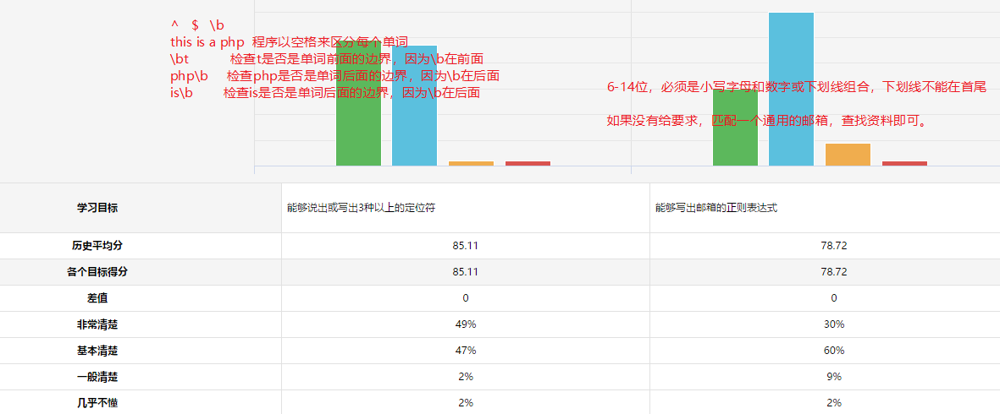 ^ $ \b
this is a php 程序以空格来区分每个单词
\bt 检查t是否是单词前面的边界，因为\b在前面
php\b 检查php是否是单词后面的边界，因为\b在后面
is\b 检查is是否是单词后面的边界，因为\b在后面
6-14位，必须是小写字母和数字或下划线组合，下划线不能在首尾
如果没有给要求，匹配一个通用的邮箱，查找资料即可。
学习目标 能够说出或写出3种以上的定位符 能够写出邮箱的正则表达式
历史平均分 85.11 78.72
各个目标得分 85.11 78.72
差值 0 0
非常清楚 49% 30%
基本清楚 47% 60%
一般清楚 2% 9%
几乎不懂 2% 2%